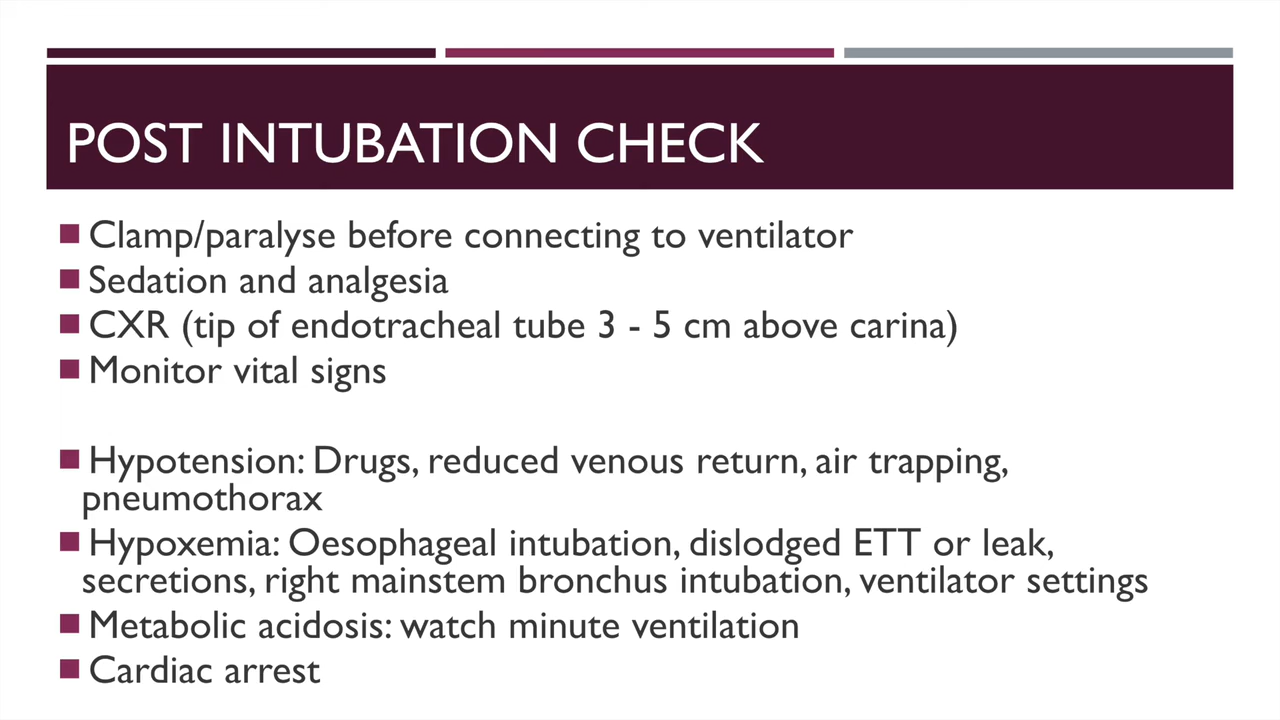 POST INTUBATION CHECK
Clamp/paralyse before connecting to ventilator
Sedation and analgesia
CXR (tip of endotracheal tube 3 - 5 cm above carina)
Monitor vital signs
Hypotension: Drugs, reduced venous return, air trapping,
pneumothorax
Hypoxemia: Oesophageal intubation, dislodged ETT or leak,
secretions, right mainstem bronchus intubation, ventilator settings
Metabolic acidosis: watch minute ventilation
Cardiac arrest